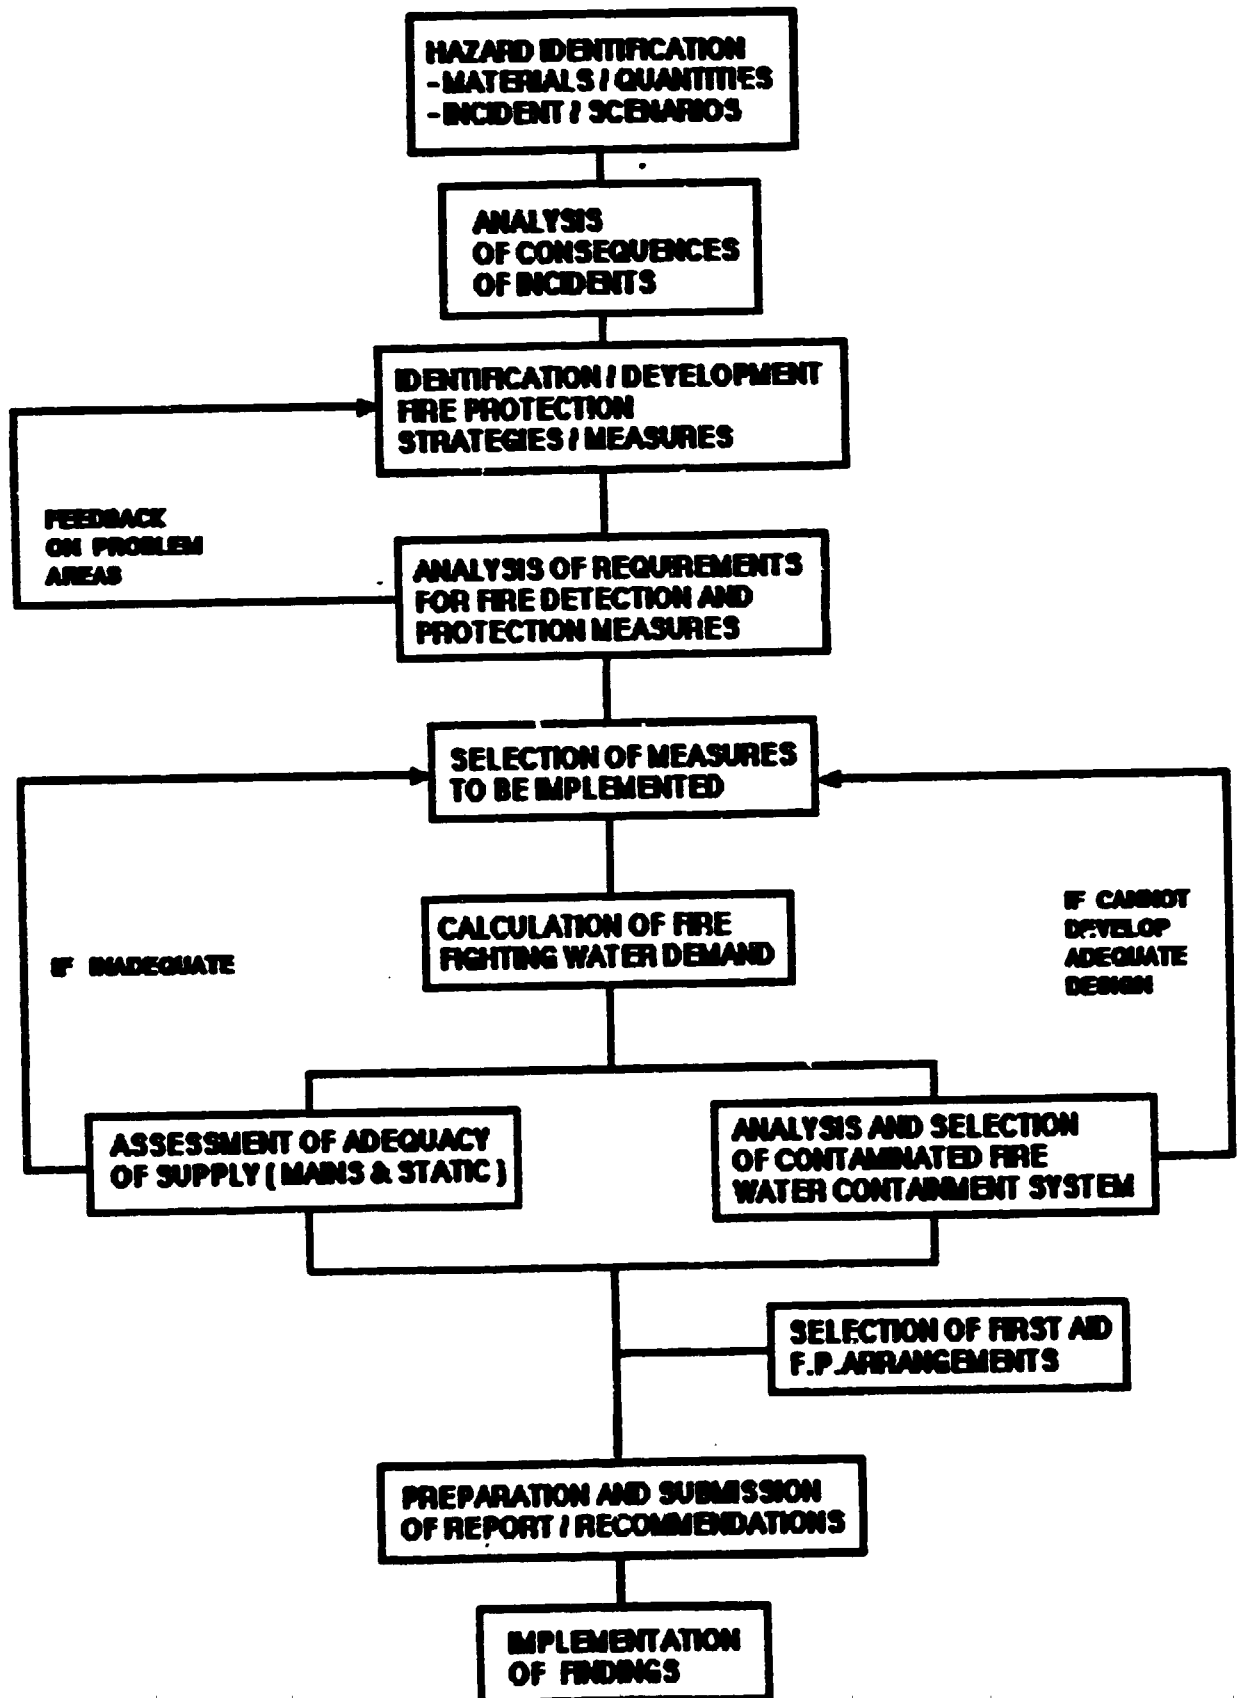 HAZARD IDENTIFICATION
- MATERIALS / QUANTITIES
- INCIDENT / SCENARIOS
ANALYSIS
OF CONSEQUENCES
OF INCIDENTS
IDENTIFICATION / DEVELOPMENT
FIRE PROTECTION
STRATEGIES / MEASURES
FEEDBACK
ON PROBLEM
AREAS
ANALYSIS OF REQUIREMENTS
FOR FIRE DETECTION AND
PROTECTION MEASURES
SELECTION OF MEASURES
TO BE IMPLEMENTED
CALCULATION OF FIRE
FIGHTING WATER DEMAND
IF INADEQUATE
IF CANNOT
DEVELOP
ADEQUATE
DESIGN
ASSESSMENT OF ADEQUACY
OF SUPPLY ( MAINS & STATIC )
ANALYSIS AND SELECTION
OF CONTAMINATED FIRE
WATER CONTAINMENT SYSTEM
SELECTION OF FIRST AID
F.P. ARRANGEMENTS
PREPARATION AND SUBMISSION
OF REPORT / RECOMMENDATIONS
IMPLEMENTATION
OF FINDINGS